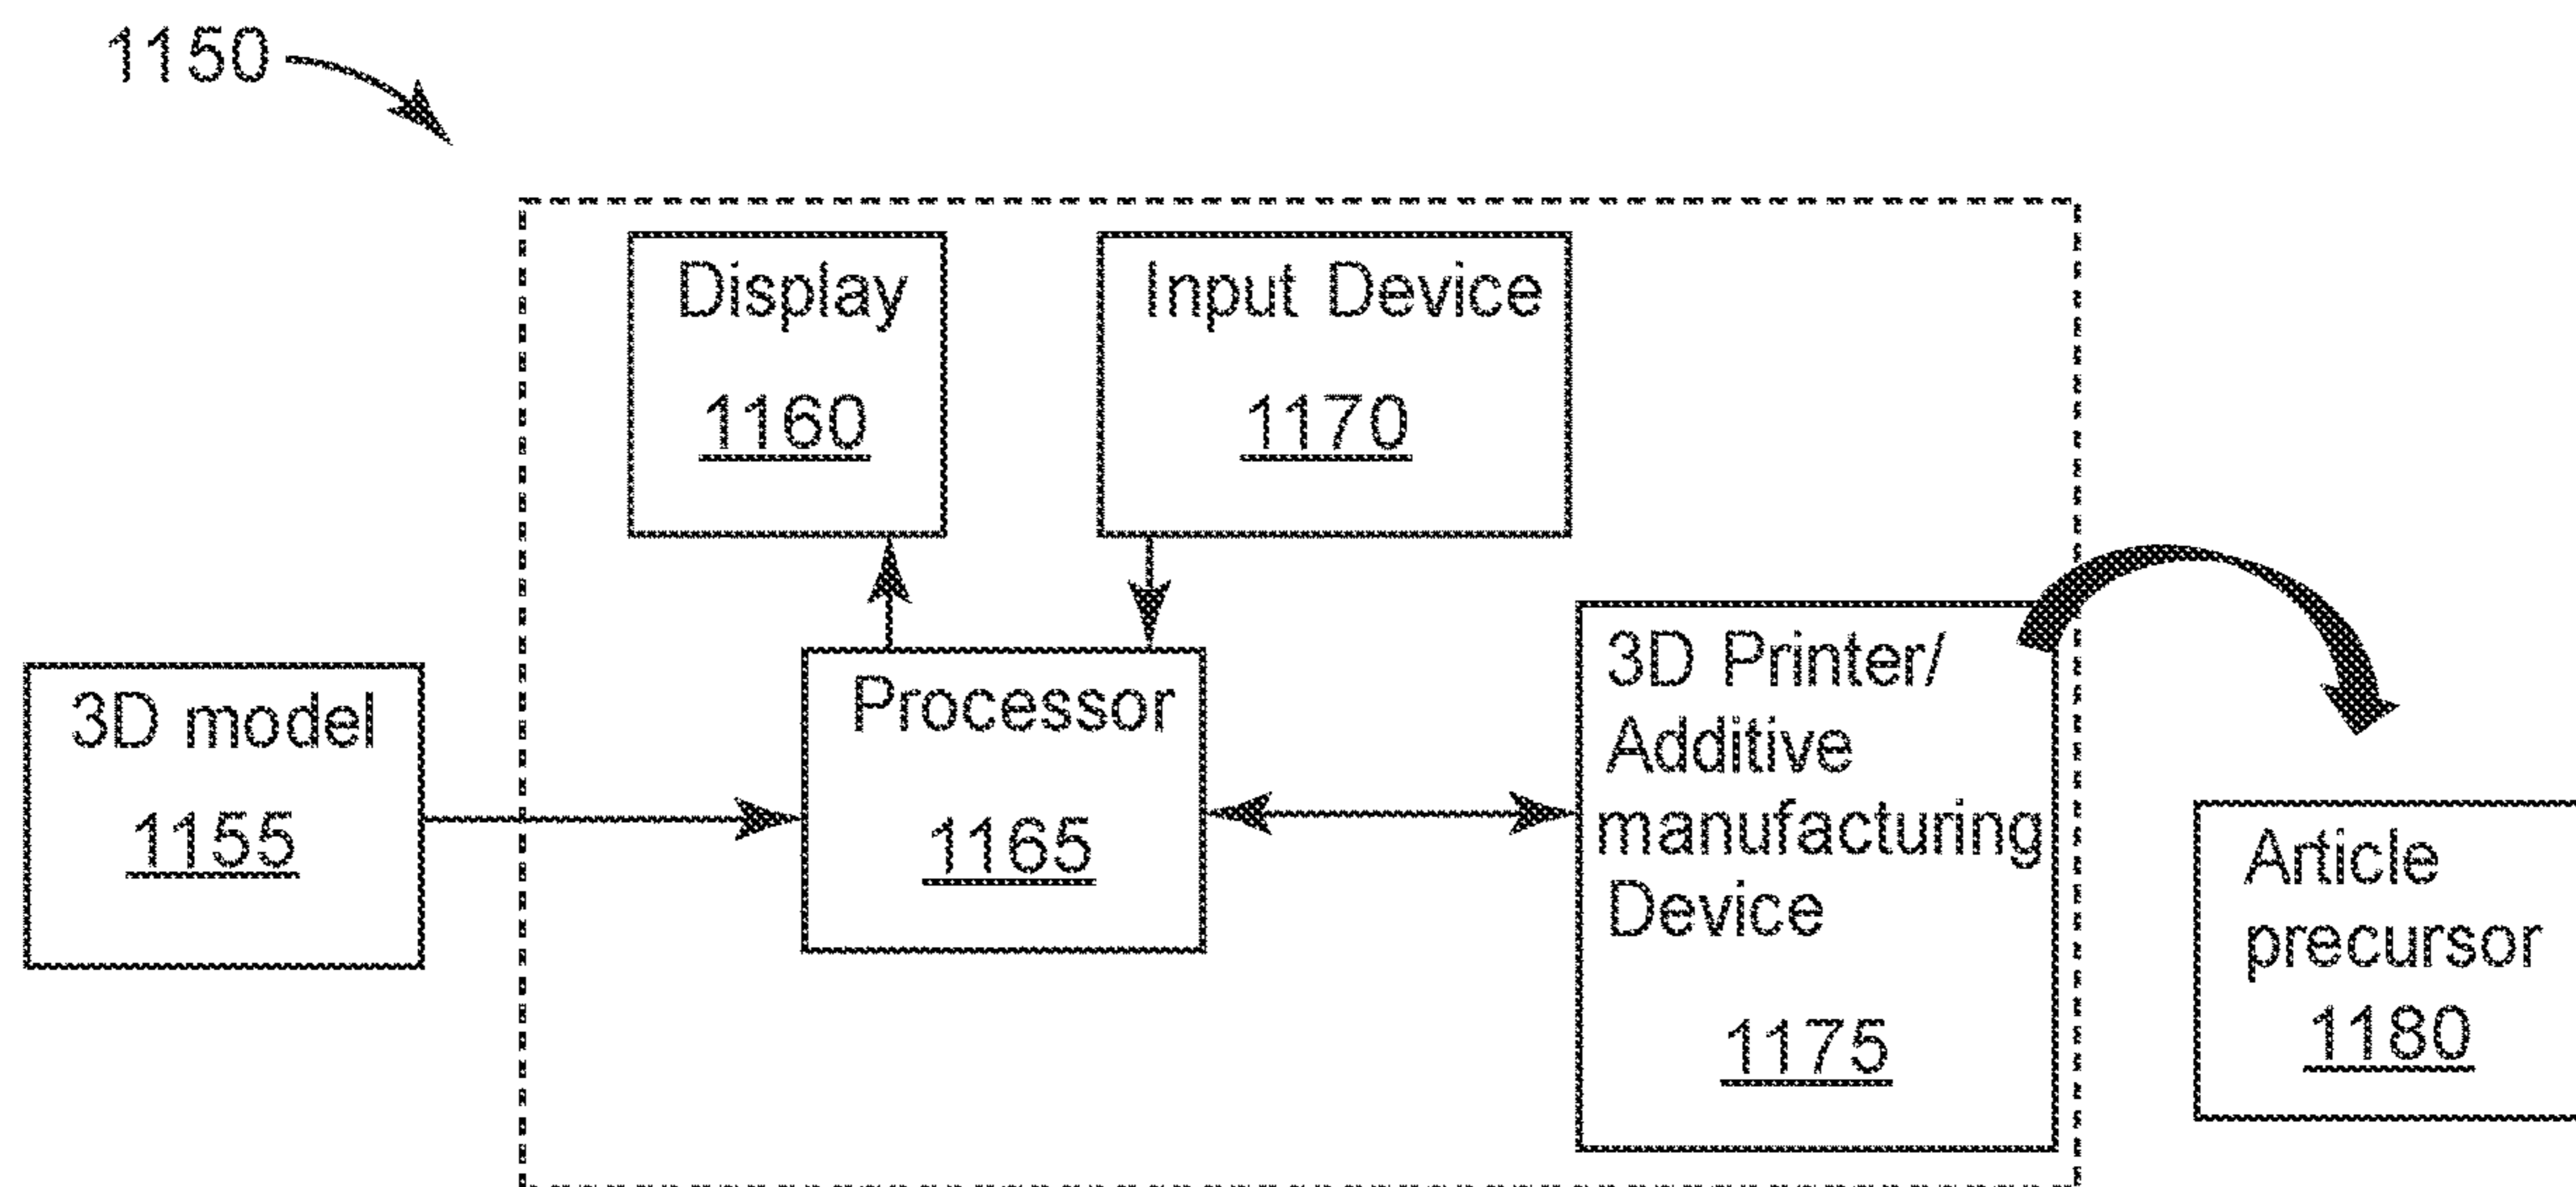 1150
Display
1160
Input Device
1170
3D model
1155
Processor
1165
3D Printer/
Additive
manufacturing
Device
1175
Article
precursor
1180